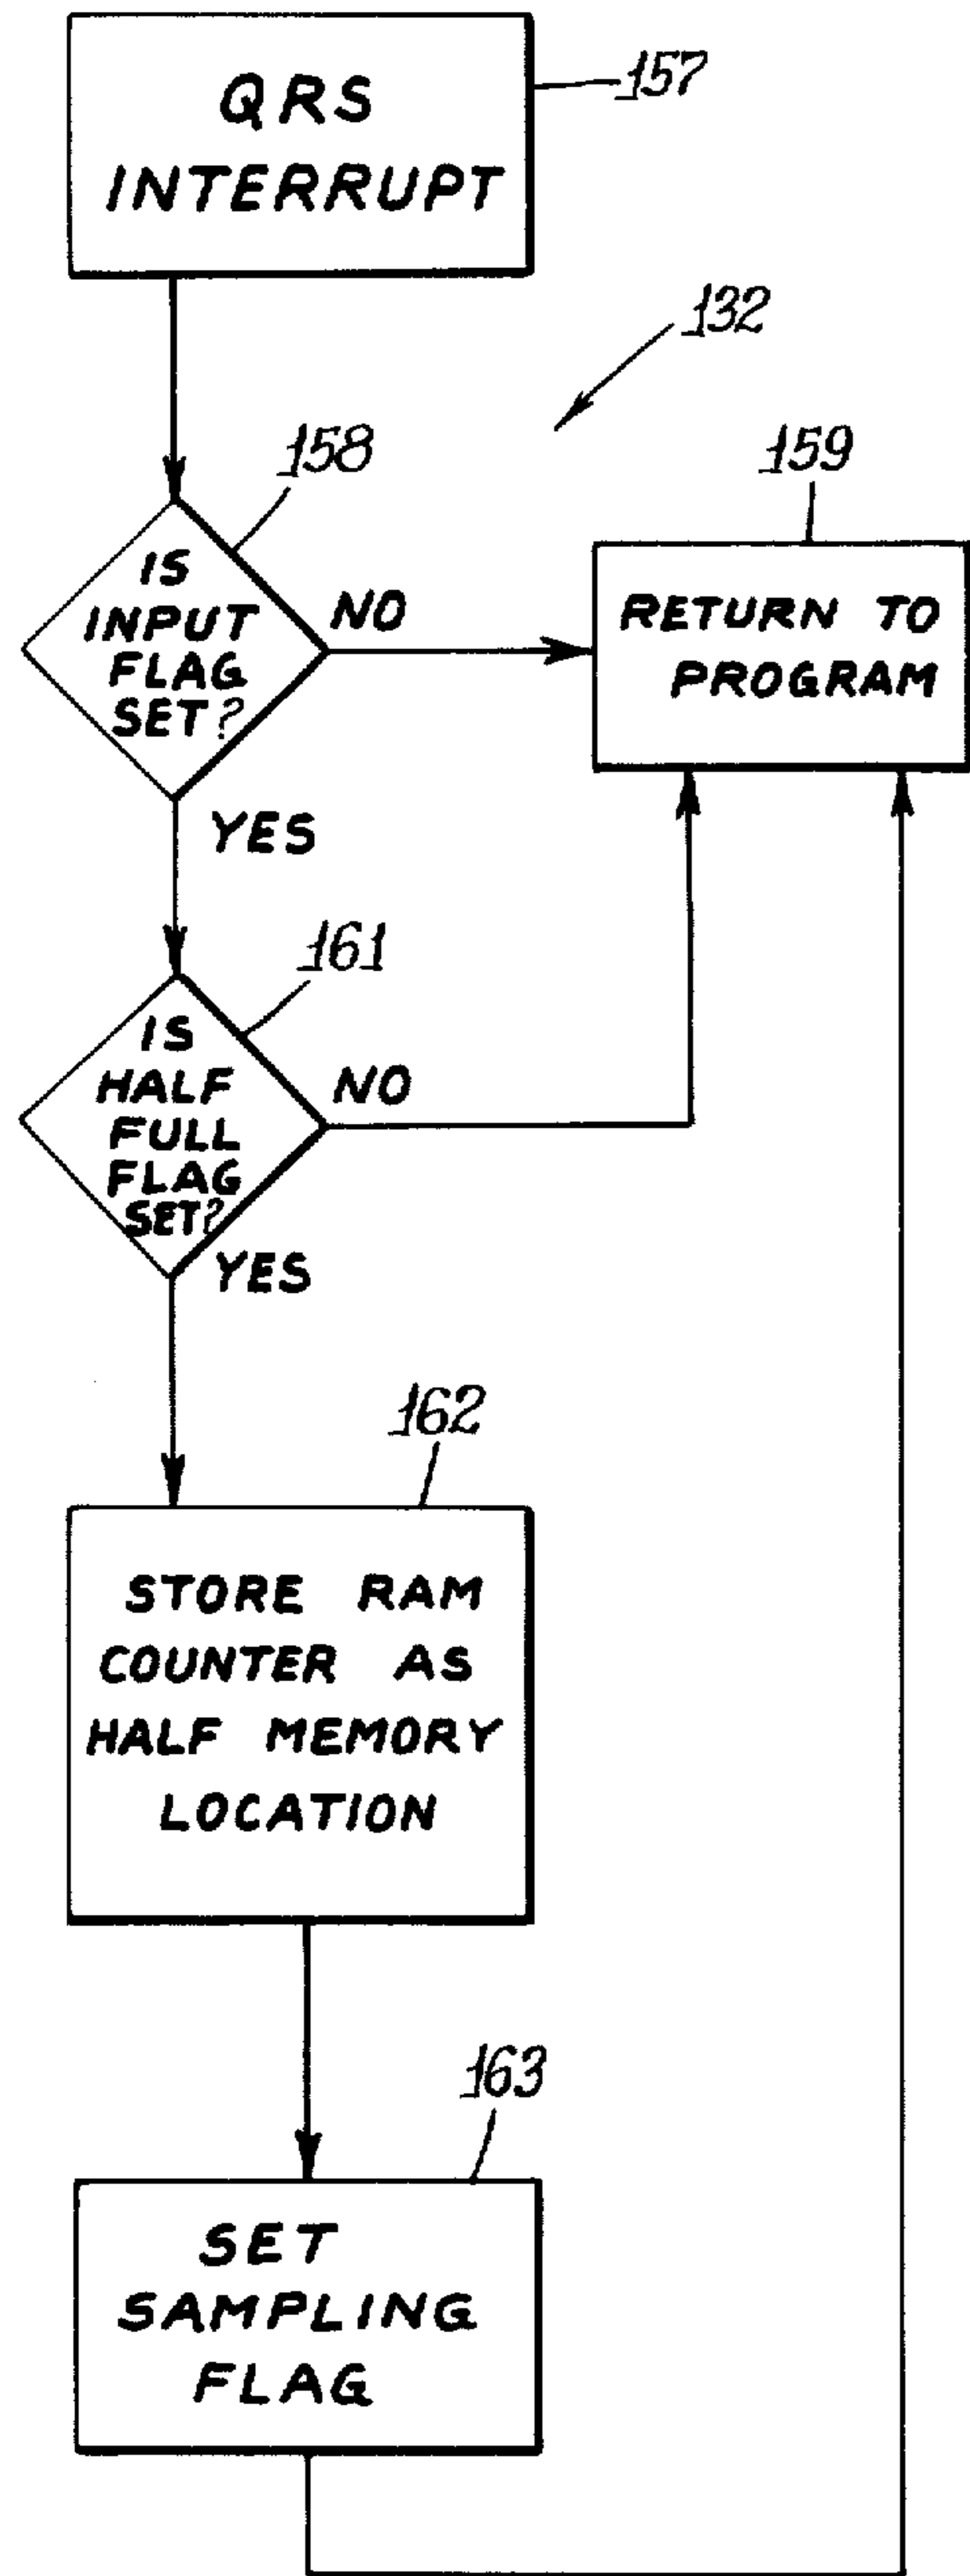 QRS
INTERRUPT
157
132
158
159
IS
INPUT
FLAG
SET?
NO
RETURN TO
PROGRAM
YES
161
IS
HALF
FULL
FLAG
SET?
NO
YES
162
STORE RAM
COUNTER AS
HALF MEMORY
LOCATION
163
SET
SAMPLING
FLAG